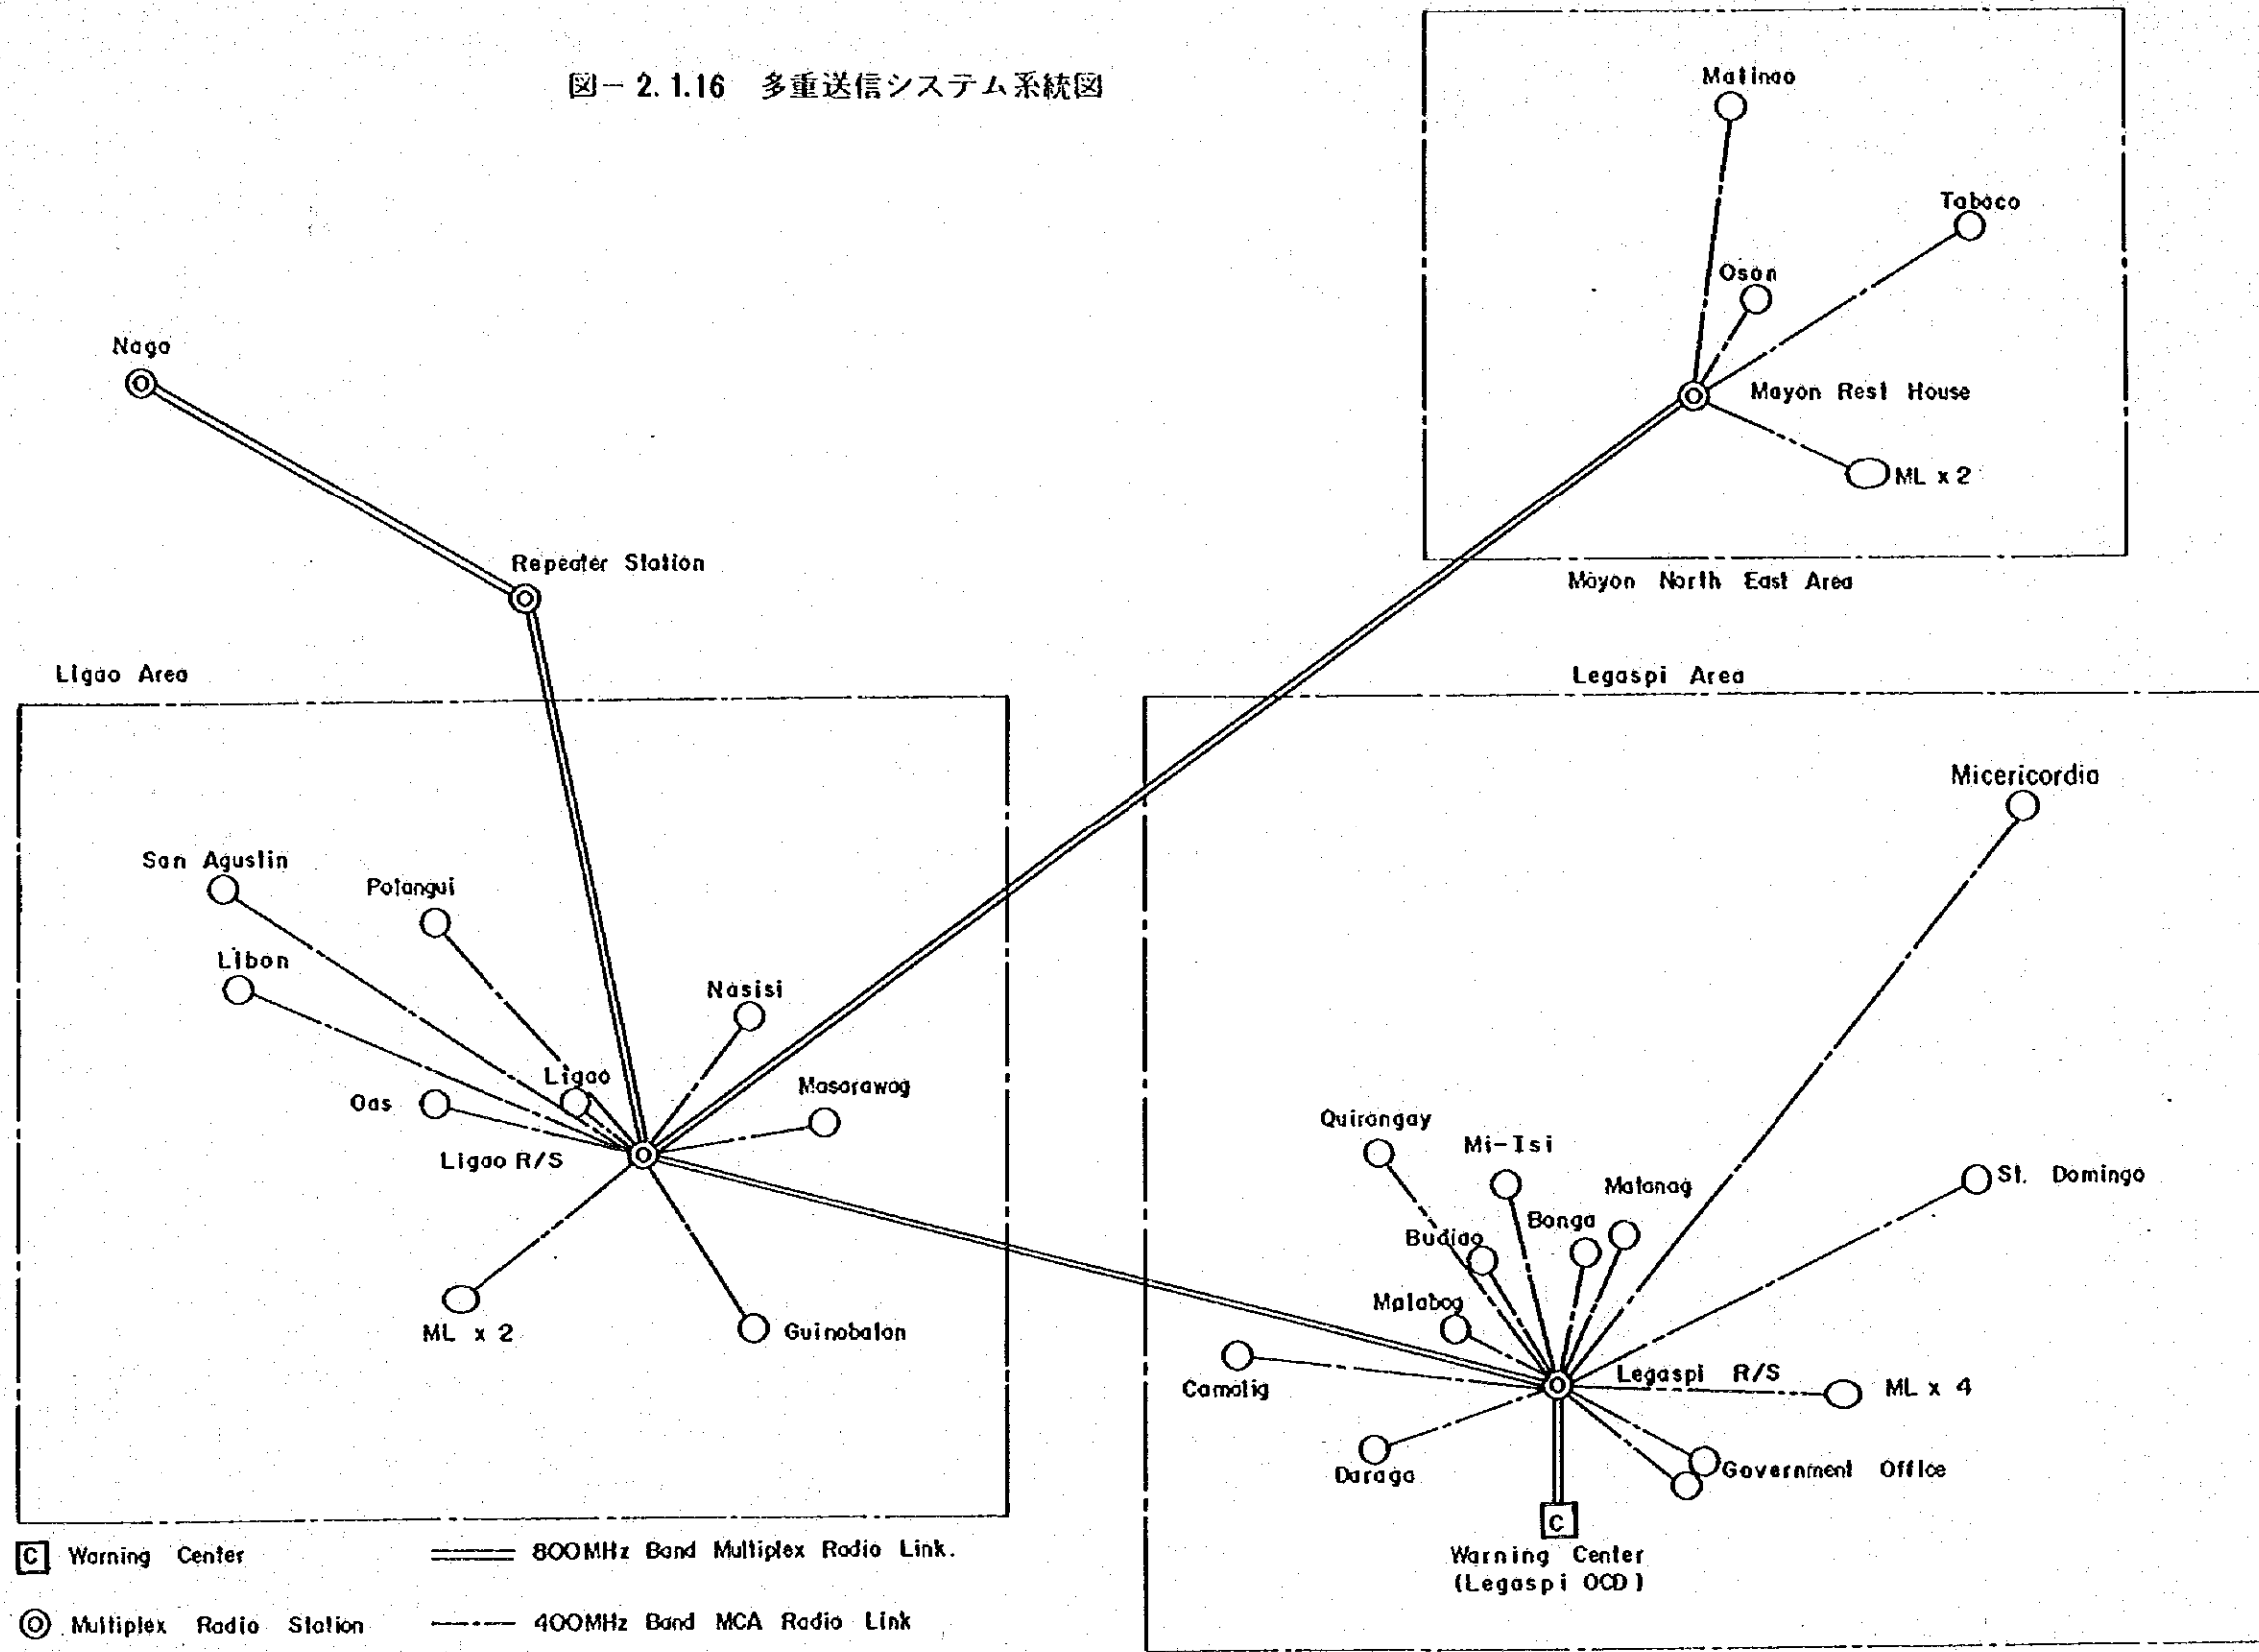 図－2.1.16 多重送信システム系統図
Matinao
Tabaco
Oson
Mayon Rest House
ML x 2
Mayon North East Area
Naga
Repeater Station
Ligao Area
San Agustin
Polangui
Libon
Nasisi
Ligao
Oas
Masarawag
Ligao R/S
ML x 2
Guinobalan
Legaspi Area
Micericordia
Quirangay
Mi-Isi
Matanag
St. Domingo
Bonga
Budiao
Malabog
Camalig
Legaspi R/S
ML x 4
Daraga
Government Office
C
Warning Center
(Legaspi OCD)
C Warning Center
800MHz Band Multiplex Radio Link.
Multiplex Radio Station
400MHz Band MCA Radio Link